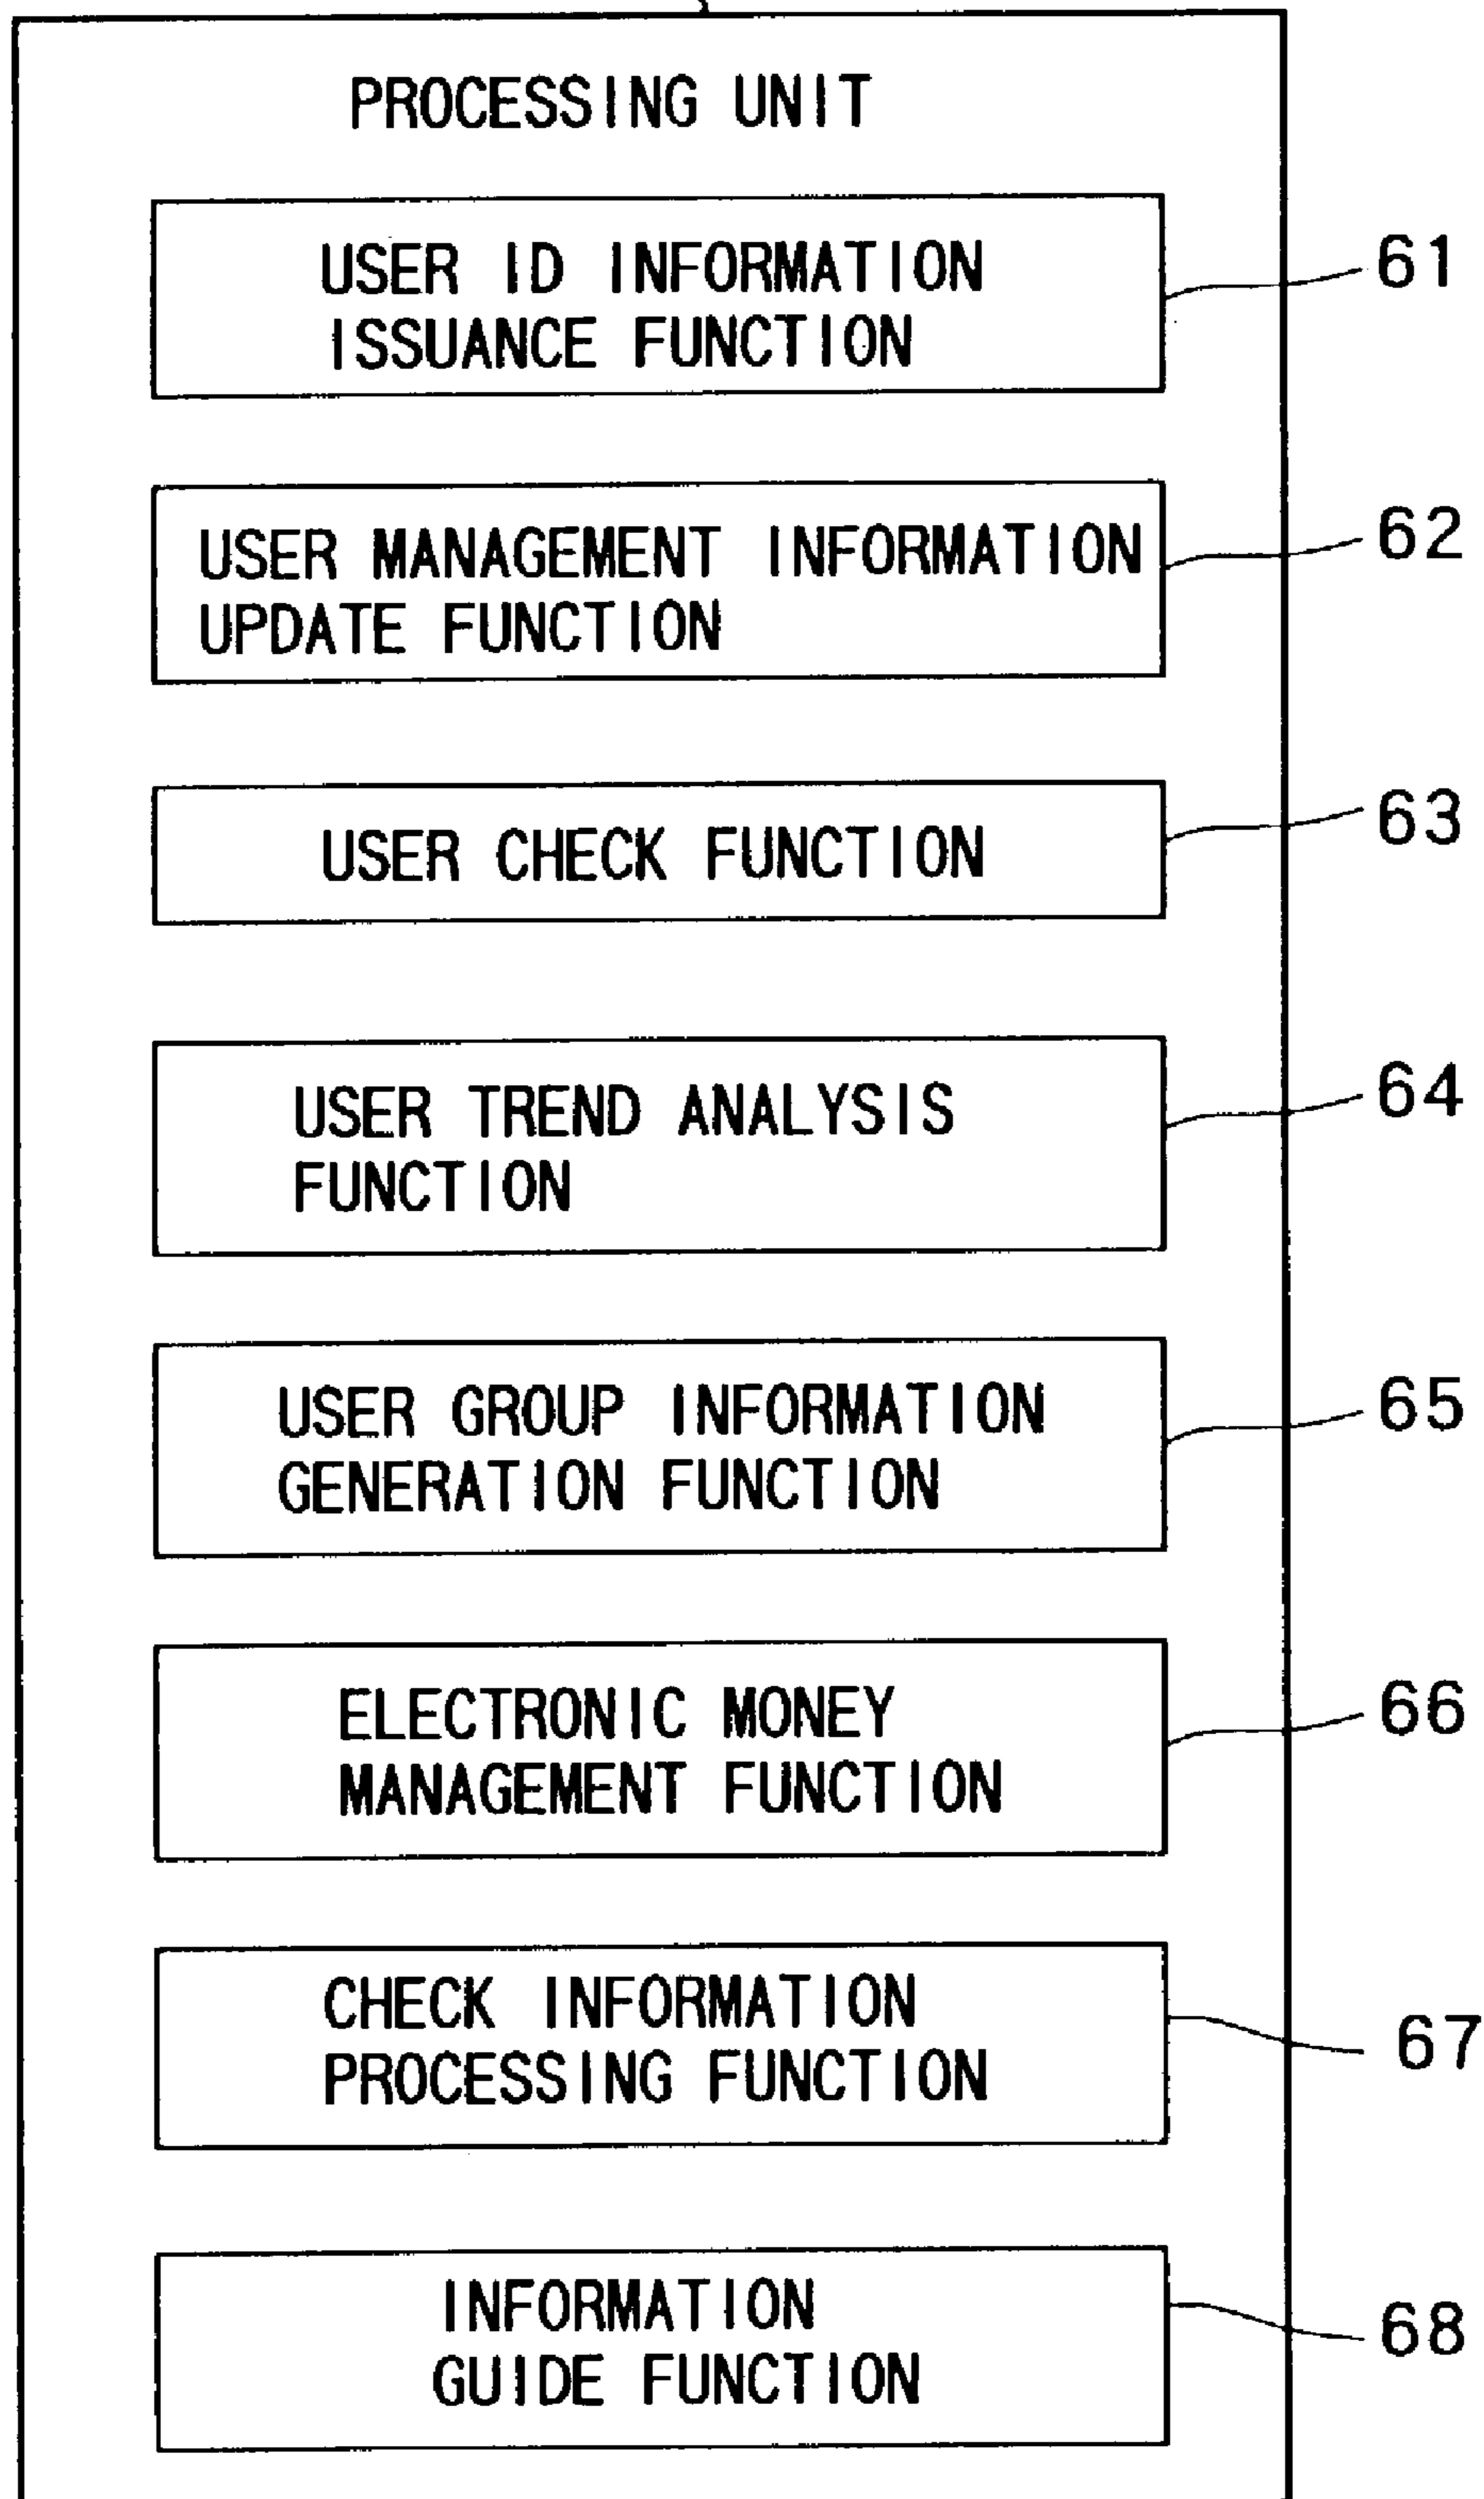 PROCESSING UNIT
USER ID INFORMATION
ISSUANCE FUNCTION
61
USER MANAGEMENT INFORMATION
UPDATE FUNCTION
62
USER CHECK FUNCTION
63
USER TREND ANALYSIS
FUNCTION
64
USER GROUP INFORMATION
GENERATION FUNCTION
65
ELECTRONIC MONEY
MANAGEMENT FUNCTION
66
CHECK INFORMATION
PROCESSING FUNCTION
67
INFORMATION
GUIDE FUNCTION
68